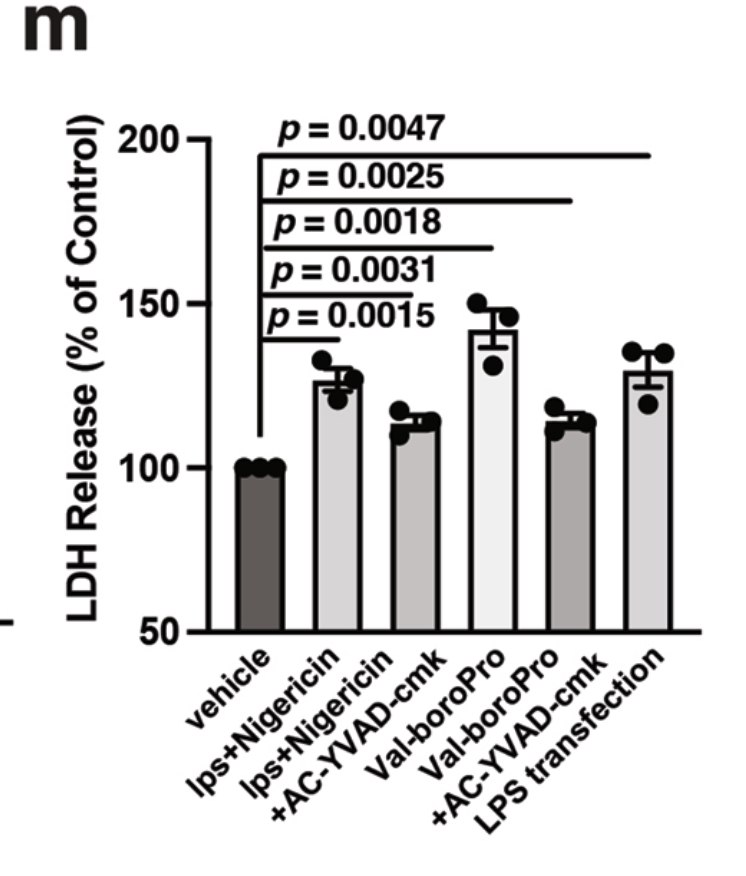 m
LDH Release (% of Control)
200
150
100
50
p = 0.0047
p = 0.0025
p = 0.0018
p = 0.0031
p = 0.0015
vehicle
lps+Nigericin
lps+Nigericin
+AC-YVAD-cmk
Val-boroPro
Val-boroPro
+AC-YVAD-cmk
LPS transfection